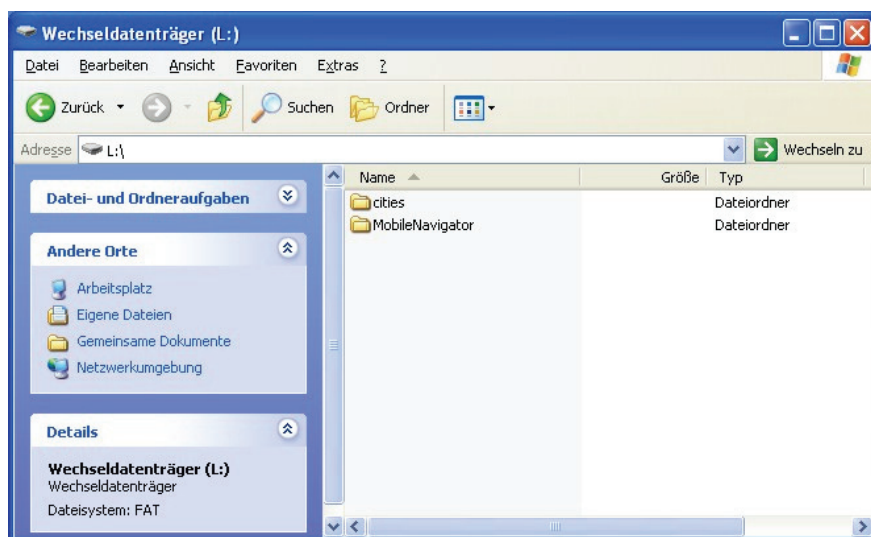 Wechseldatenträger (L:)
Datei Bearbeiten Ansicht Favoriten Extras ?
Zurück Suchen Ordner
Adresse L:\ Wechseln zu
Name Größe Typ
Datei- und Ordneraufgaben
cities Dateiordner
MobileNavigator Dateiordner
Andere Orte
Arbeitsplatz
Eigene Dateien
Gemeinsame Dokumente
Netzwerkumgebung
Details
Wechseldatenträger (L:)
Wechseldatenträger
Dateisystem: FAT